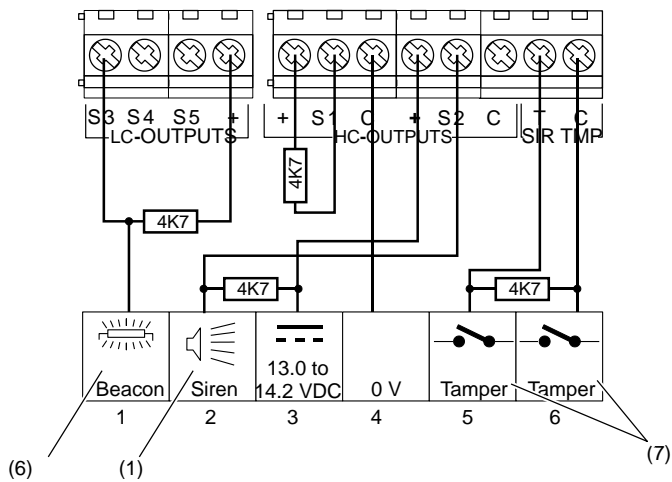 S3 S4 S5 +
LC-OUTPUTS
+ S1 C + S2 C T C
HC-OUTPUTS SIR TMP
4K7
4K7
4K7
4K7
13.0 to
14.2 VDC
Beacon Siren 0 V Tamper Tamper
1 2 3 4 5 6
(6) (1) (7)